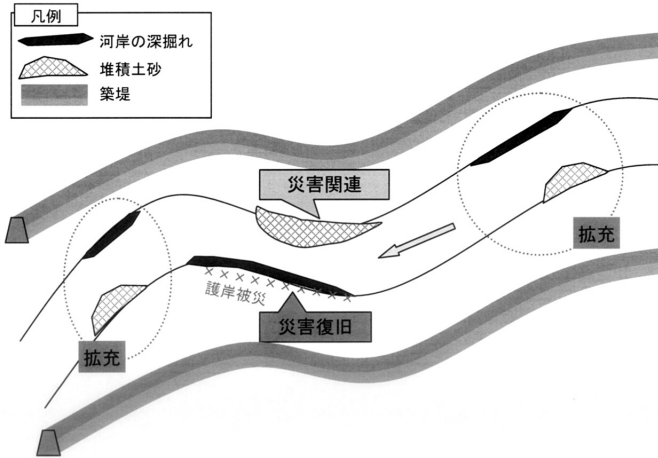 凡例
河岸の深掘れ
堆積土砂
築堤
災害関連
拡充
護岸被災
災害復旧
拡充